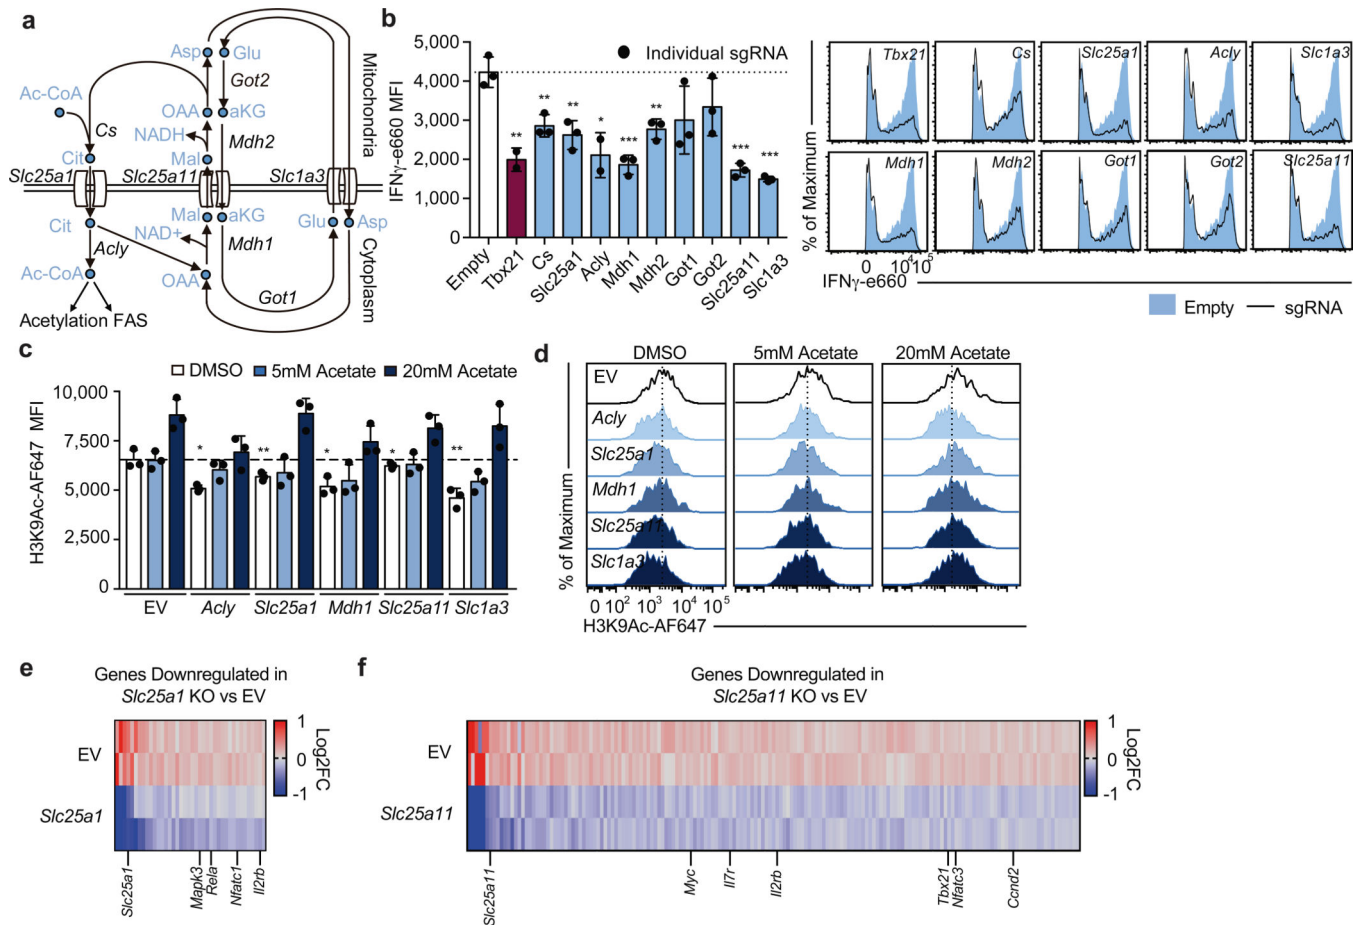 a
Asp
Glu
Got2
Ac-CoA
OAA
aKG
Cs
NADH
Mdh2
Cit
Mal
Mitochondria
Slc25a1
Slc25a11
Slc1a3
Cit
Mal
aKG
Glu
Asp
NAD+
Mdh1
Acly
Ac-CoA
OAA
Got1
Cytoplasm
Acetylation FAS
b
5,000
4,000
3,000
2,000
1,000
0
IFNγ-e660 MFI
Individual sgRNA
**
**
**
*
***
**
***
***
Empty
Tbx21
Cs
Slc25a1
Acly
Mdh1
Mdh2
Got1
Got2
Slc25a11
Slc1a3
% of Maximum
Tbx21
Cs
Slc25a1
Acly
Slc1a3
Mdh1
Mdh2
Got1
Got2
Slc25a11
0 10⁴10⁵
IFNγ-e660
Empty
sgRNA
c
DMSO
5mM Acetate
20mM Acetate
10,000
7,500
5,000
2,500
0
H3K9Ac-AF647 MFI
*
**
*
*
**
EV
Acly
Slc25a1
Mdh1
Slc25a11
Slc1a3
d
DMSO
5mM Acetate
20mM Acetate
% of Maximum
EV
Acly
Slc25a1
Mdh1
Slc25a11
Slc1a3
0 10² 10³ 10⁴ 10⁵
H3K9Ac-AF647
e
Genes Downregulated in
Slc25a1 KO vs EV
EV
Slc25a1
1
0
-1
Log2FC
Slc25a1
Mapk3
Rela
Nfatc1
Il2rb
f
Genes Downregulated in
Slc25a11 KO vs EV
EV
Slc25a11
1
0
-1
Log2FC
Slc25a11
Myc
Il7r
Il2rb
Tbx21
Nfatc3
Ccnd2